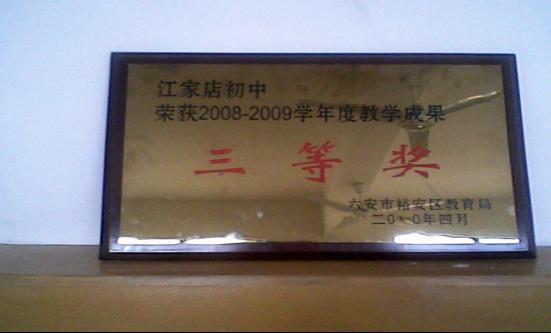 江家店初中
荣获2008-2009学年度教学成果
三等奖
六安市裕安区教育局
二0一0年四月